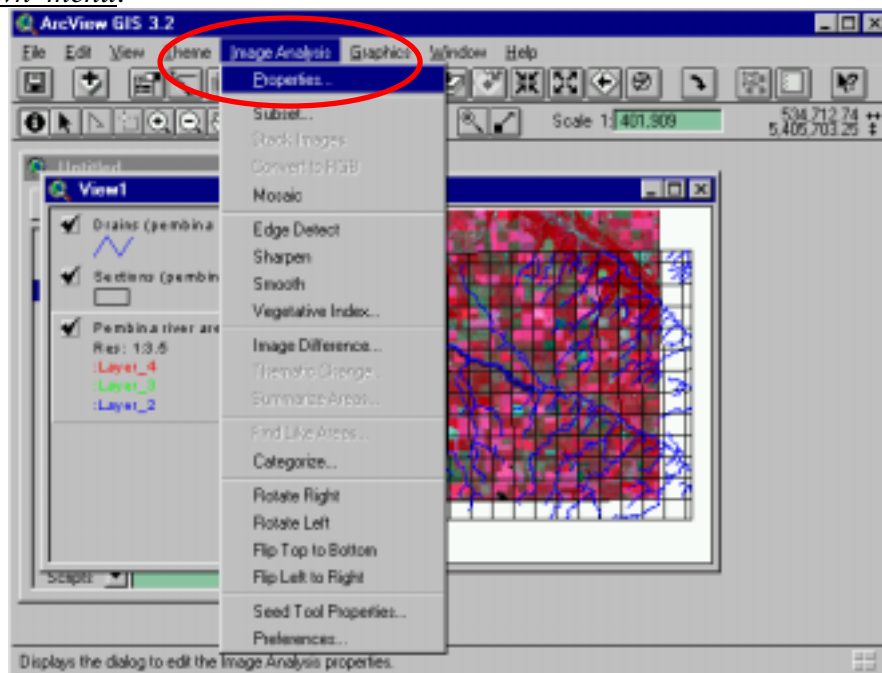 wn menu.
ArcView GIS 3.2
File Edit View Theme Image Analysis Graphics Window Help
Properties...
Scale 1: 401,909
534,712.74
5,405,703.25
Subset...
Stack Images
Convert to RGB
Mosaic
Untitled
View1
Drains (pembina
Sections (pembin
Pembina river are
Res: 13.5
:Layer_4
:Layer_3
:Layer_2
Edge Detect
Sharpen
Smooth
Vegetative Index...
Image Difference...
Thematic Change...
Summarize Areas...
Find Like Areas...
Categorize...
Rotate Right
Rotate Left
Flip Top to Bottom
Flip Left to Right
Seed Tool Properties...
Preferences...
Scripts
Displays the dialog to edit the Image Analysis properties.